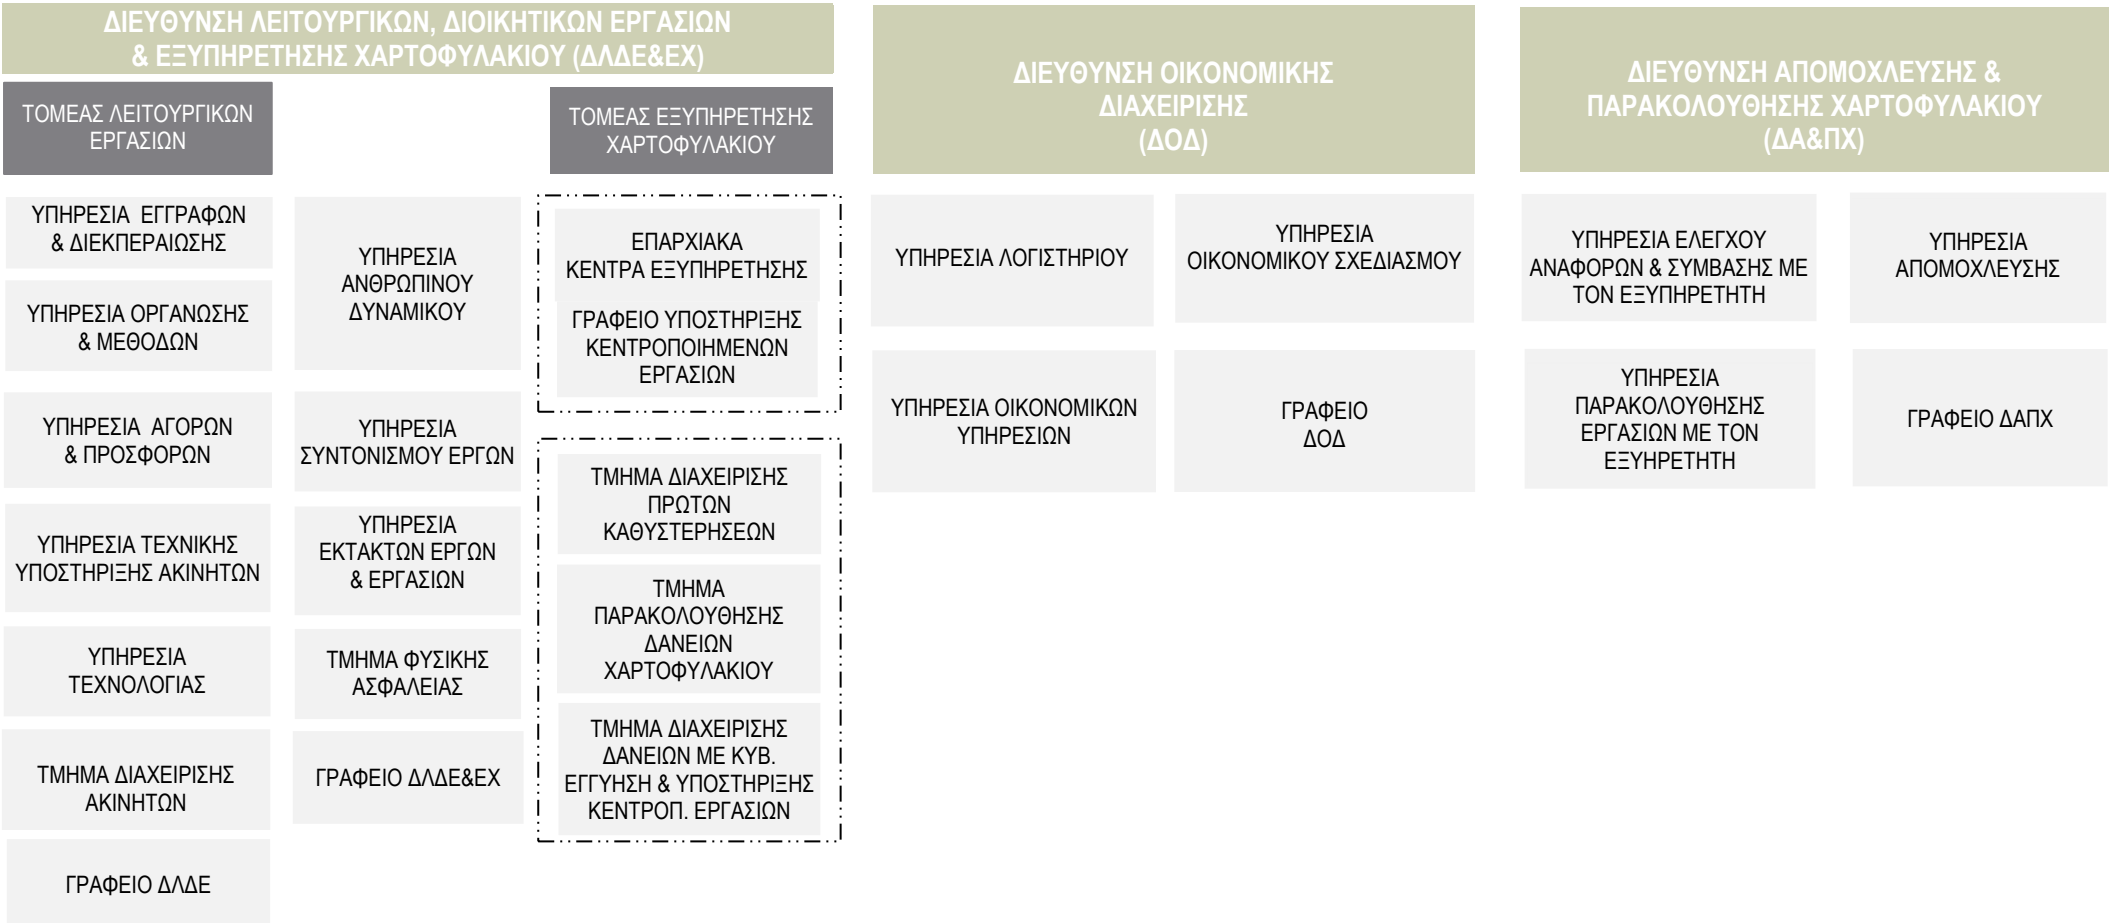 ΔΙΕΥΘΥΝΣΗ ΛΕΙΤΟΥΡΓΙΚΩΝ, ΔΙΟΙΚΗΤΙΚΩΝ ΕΡΓΑΣΙΩΝ
& ΕΞΥΠΗΡΕΤΗΣΗΣ ΧΑΡΤΟΦΥΛΑΚΙΟΥ (ΔΛΔΕ&ΕΧ)
ΤΟΜΕΑΣ ΛΕΙΤΟΥΡΓΙΚΩΝ
ΕΡΓΑΣΙΩΝ
ΥΠΗΡΕΣΙΑ ΕΓΓΡΑΦΩΝ
& ΔΙΕΚΠΕΡΑΙΩΣΗΣ
ΥΠΗΡΕΣΙΑ ΟΡΓΑΝΩΣΗΣ
& ΜΕΘΟΔΩΝ
ΥΠΗΡΕΣΙΑ ΑΓΟΡΩΝ
& ΠΡΟΣΦΟΡΩΝ
ΥΠΗΡΕΣΙΑ ΤΕΧΝΙΚΗΣ
ΥΠΟΣΤΗΡΙΞΗΣ ΑΚΙΝΗΤΩΝ
ΥΠΗΡΕΣΙΑ
ΤΕΧΝΟΛΟΓΙΑΣ
ΤΜΗΜΑ ΔΙΑΧΕΙΡΙΣΗΣ
ΑΚΙΝΗΤΩΝ
ΓΡΑΦΕΙΟ ΔΛΔΕ
ΥΠΗΡΕΣΙΑ
ΑΝΘΡΩΠΙΝΟΥ
ΔΥΝΑΜΙΚΟΥ
ΥΠΗΡΕΣΙΑ
ΣΥΝΤΟΝΙΣΜΟΥ ΕΡΓΩΝ
ΥΠΗΡΕΣΙΑ
ΕΚΤΑΚΤΩΝ ΕΡΓΩΝ
& ΕΡΓΑΣΙΩΝ
ΤΜΗΜΑ ΦΥΣΙΚΗΣ
ΑΣΦΑΛΕΙΑΣ
ΓΡΑΦΕΙΟ ΔΛΔΕ&ΕΧ
ΤΟΜΕΑΣ ΕΞΥΠΗΡΕΤΗΣΗΣ
ΧΑΡΤΟΦΥΛΑΚΙΟΥ
ΕΠΑΡΧΙΑΚΑ
ΚΕΝΤΡΑ ΕΞΥΠΗΡΕΤΗΣΗΣ
ΓΡΑΦΕΙΟ ΥΠΟΣΤΗΡΙΞΗΣ
ΚΕΝΤΡΟΠΟΙΗΜΕΝΩΝ
ΕΡΓΑΣΙΩΝ
ΤΜΗΜΑ ΔΙΑΧΕΙΡΙΣΗΣ
ΠΡΩΤΩΝ
ΚΑΘΥΣΤΕΡΗΣΕΩΝ
ΤΜΗΜΑ
ΠΑΡΑΚΟΛΟΥΘΗΣΗΣ
ΔΑΝΕΙΩΝ
ΧΑΡΤΟΦΥΛΑΚΙΟΥ
ΤΜΗΜΑ ΔΙΑΧΕΙΡΙΣΗΣ
ΔΑΝΕΙΩΝ ΜΕ ΚΥΒ.
ΕΓΓΥΗΣΗ & ΥΠΟΣΤΗΡΙΞΗΣ
ΚΕΝΤΡΟΠ. ΕΡΓΑΣΙΩΝ
ΔΙΕΥΘΥΝΣΗ ΟΙΚΟΝΟΜΙΚΗΣ
ΔΙΑΧΕΙΡΙΣΗΣ
(ΔΟΔ)
ΥΠΗΡΕΣΙΑ ΛΟΓΙΣΤΗΡΙΟΥ
ΥΠΗΡΕΣΙΑ
ΟΙΚΟΝΟΜΙΚΟΥ ΣΧΕΔΙΑΣΜΟΥ
ΥΠΗΡΕΣΙΑ ΟΙΚΟΝΟΜΙΚΩΝ
ΥΠΗΡΕΣΙΩΝ
ΓΡΑΦΕΙΟ
ΔΟΔ
ΔΙΕΥΘΥΝΣΗ ΑΠΟΜΟΧΛΕΥΣΗΣ &
ΠΑΡΑΚΟΛΟΥΘΗΣΗΣ ΧΑΡΤΟΦΥΛΑΚΙΟΥ
(ΔΑ&ΠΧ)
ΥΠΗΡΕΣΙΑ ΕΛΕΓΧΟΥ
ΑΝΑΦΟΡΩΝ & ΣΥΜΒΑΣΗΣ ΜΕ
ΤΟΝ ΕΞΥΠΗΡΕΤΗΤΗ
ΥΠΗΡΕΣΙΑ
ΑΠΟΜΟΧΛΕΥΣΗΣ
ΥΠΗΡΕΣΙΑ
ΠΑΡΑΚΟΛΟΥΘΗΣΗΣ
ΕΡΓΑΣΙΩΝ ΜΕ ΤΟΝ
ΕΞΥΗΡΕΤΗΤΗ
ΓΡΑΦΕΙΟ ΔΑΠΧ